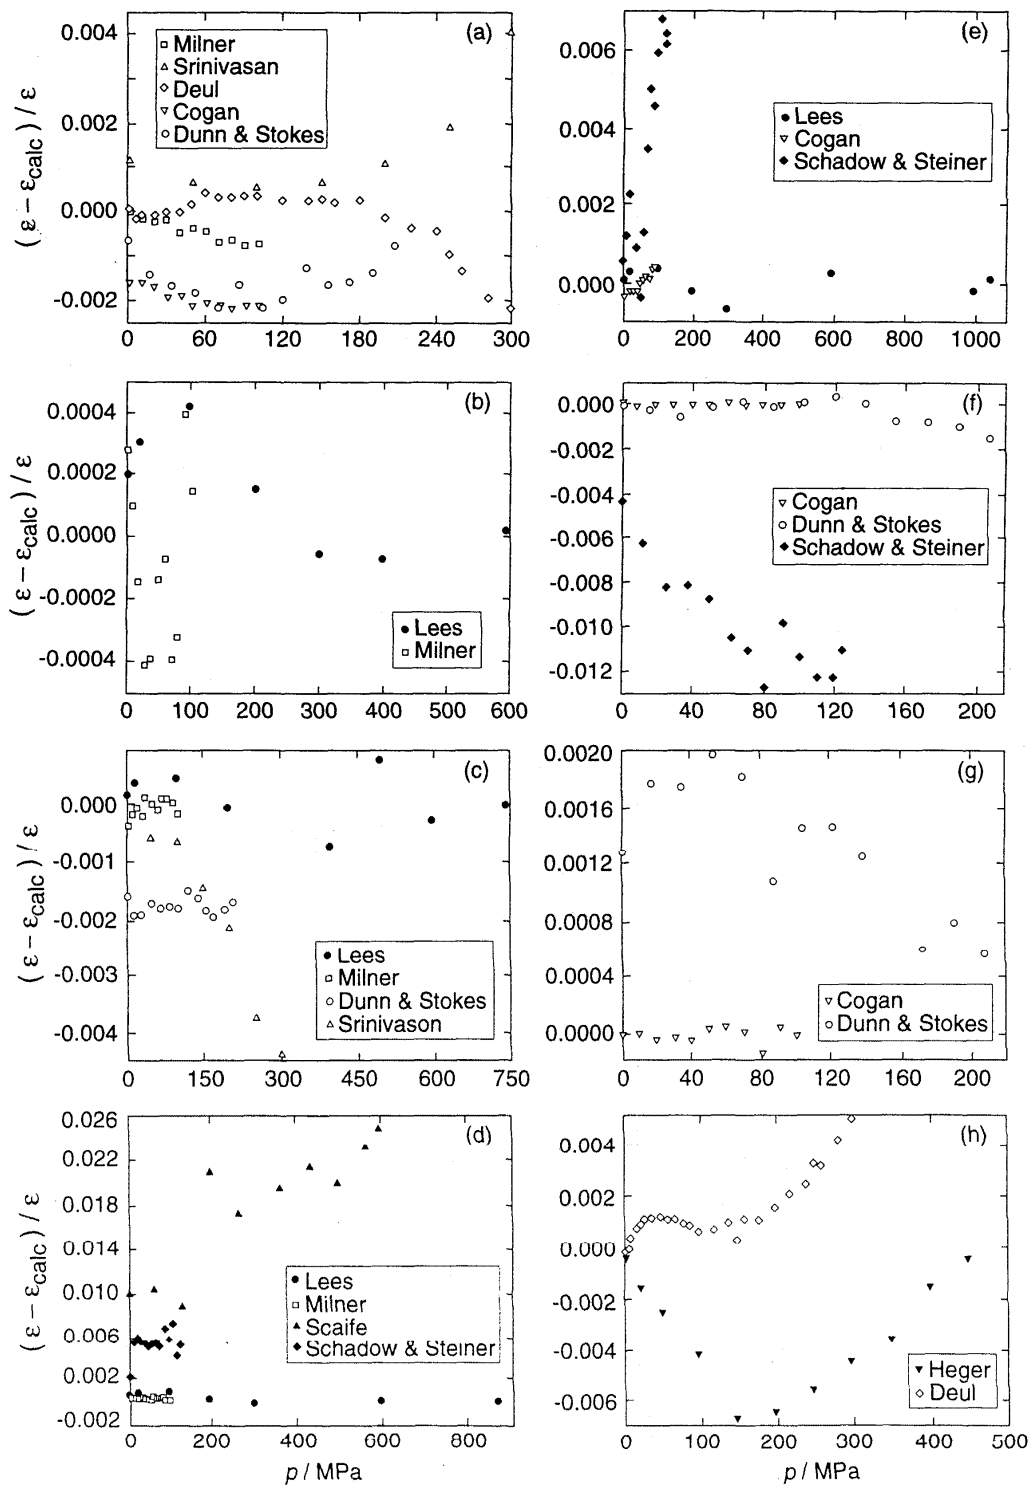 (ε − εcalc) / ε
0.004
0.002
0.000
-0.002
(a)
Milner
Srinivasan
Deul
Cogan
Dunn & Stokes
0 60 120 180 240 300
(e)
0.006
0.004
0.002
0.000
Lees
Cogan
Schadow & Steiner
0 200 400 600 800 1000
(ε − εcalc) / ε
0.0004
0.0002
0.0000
-0.0002
-0.0004
(b)
Lees
Milner
0 100 200 300 400 500 600
(f)
0.000
-0.002
-0.004
-0.006
-0.008
-0.010
-0.012
Cogan
Dunn & Stokes
Schadow & Steiner
0 40 80 120 160 200
(ε − εcalc) / ε
0.000
-0.001
-0.002
-0.003
-0.004
(c)
Lees
Milner
Dunn & Stokes
Srinivason
0 150 300 450 600 750
(g)
0.0020
0.0016
0.0012
0.0008
0.0004
0.0000
Cogan
Dunn & Stokes
0 40 80 120 160 200
(ε − εcalc) / ε
0.026
0.022
0.018
0.014
0.010
0.006
0.002
-0.002
(d)
Lees
Milner
Scaife
Schadow & Steiner
0 200 400 600 800
p / MPa
(h)
0.004
0.002
0.000
-0.002
-0.004
-0.006
Heger
Deul
0 100 200 300 400 500
p / MPa